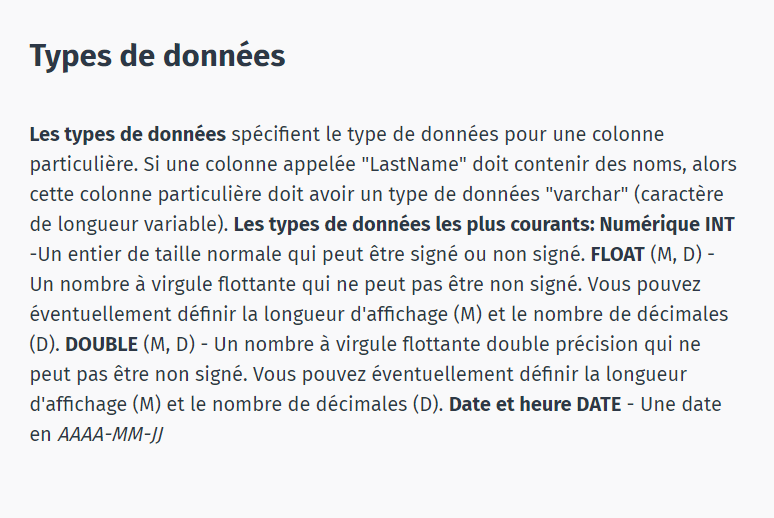 Types de données
Les types de données spécifient le type de données pour une colonne
particulière. Si une colonne appelée "LastName" doit contenir des noms, alors
cette colonne particulière doit avoir un type de données "varchar" (caractère
de longueur variable). Les types de données les plus courants: Numérique INT
-Un entier de taille normale qui peut être signé ou non signé. FLOAT (M, D) -
Un nombre à virgule flottante qui ne peut pas être non signé. Vous pouvez
éventuellement définir la longueur d'affichage (M) et le nombre de décimales
(D). DOUBLE (M, D) - Un nombre à virgule flottante double précision qui ne
peut pas être non signé. Vous pouvez éventuellement définir la longueur
d'affichage (M) et le nombre de décimales (D). Date et heure DATE - Une date
en AAAA-MM-JJ